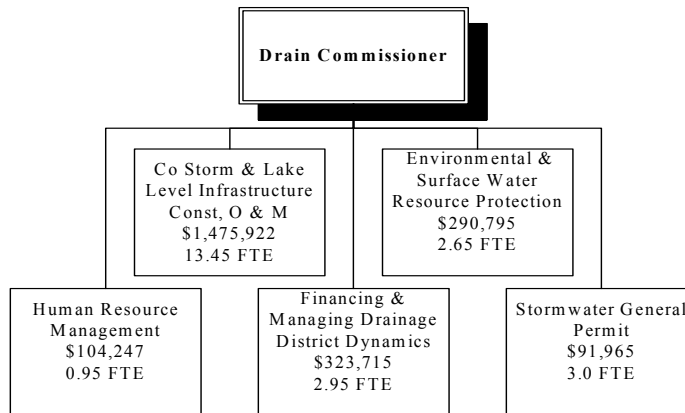 Drain Commissioner
Co Storm & Lake
Level Infrastructure
Const, O & M
$1,475,922
13.45 FTE
Environmental &
Surface Water
Resource Protection
$290,795
2.65 FTE
Human Resource
Management
$104,247
0.95 FTE
Financing &
Managing Drainage
District Dynamics
$323,715
2.95 FTE
Stormwater General
Permit
$91,965
3.0 FTE